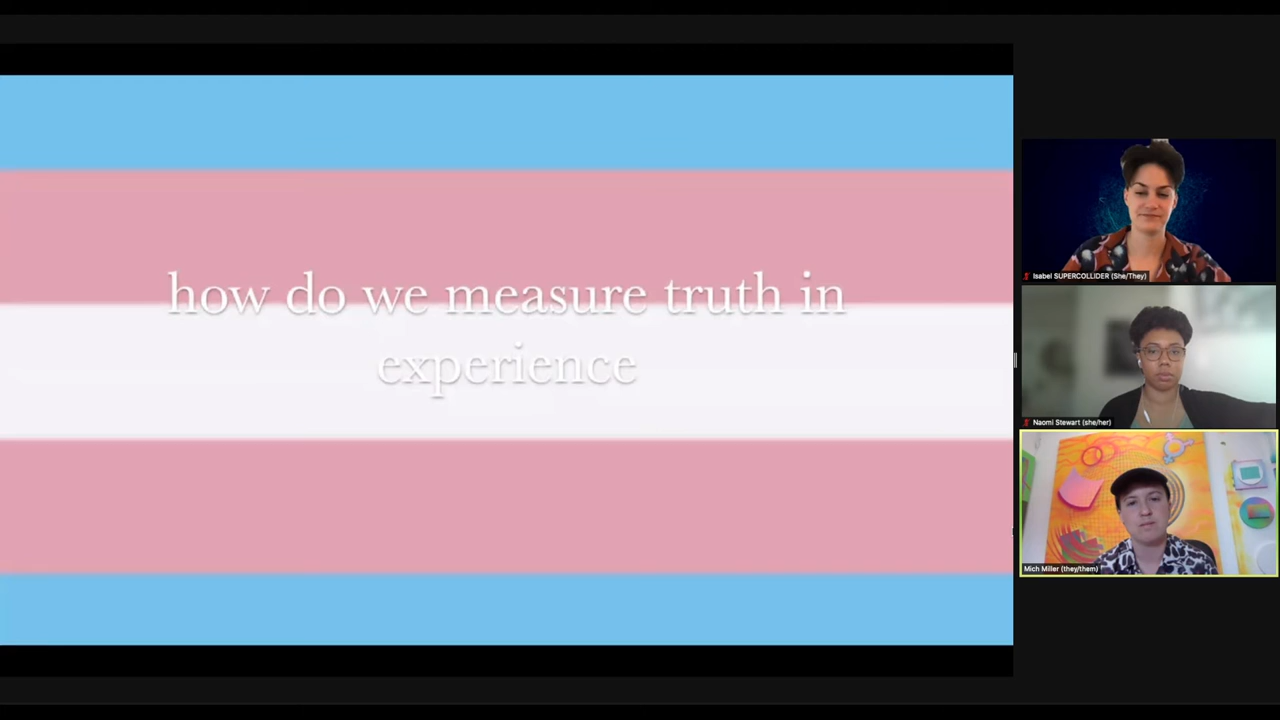 how do we measure truth in
experience
Isabel SUPERCOLLIDER (She/They)
Naomi Stewart (she/her)
Mich Miller (they/them)